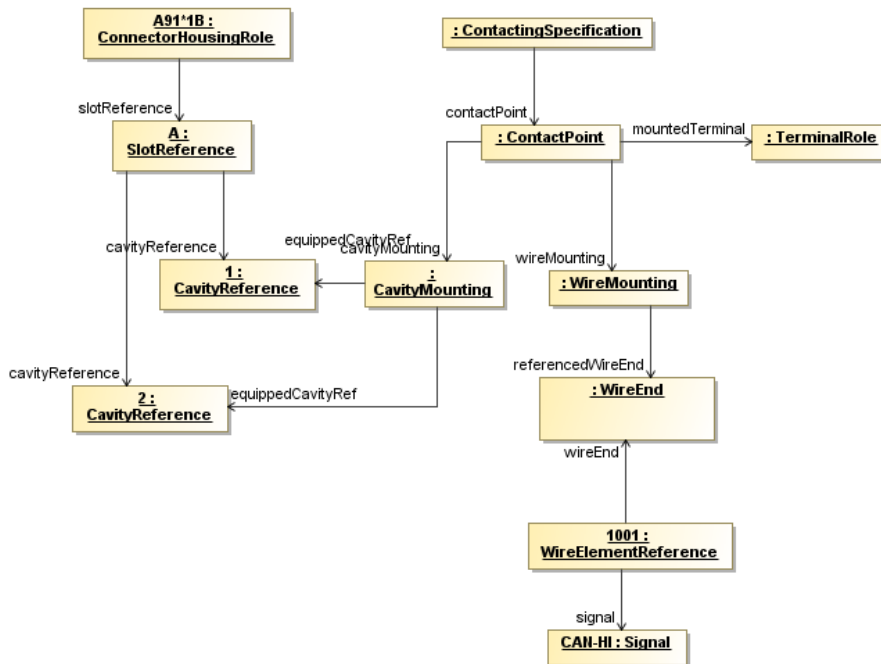 A91*1B :
ConnectorHousingRole
: ContactingSpecification
slotReference
contactPoint
A :
SlotReference
: ContactPoint
mountedTerminal
: TerminalRole
cavityReference
equippedCavityRef
cavityMounting
wireMounting
1 :
CavityReference
:
CavityMounting
: WireMounting
cavityReference
equippedCavityRef
referencedWireEnd
2 :
CavityReference
: WireEnd
wireEnd
1001 :
WireElementReference
signal
CAN-HI : Signal